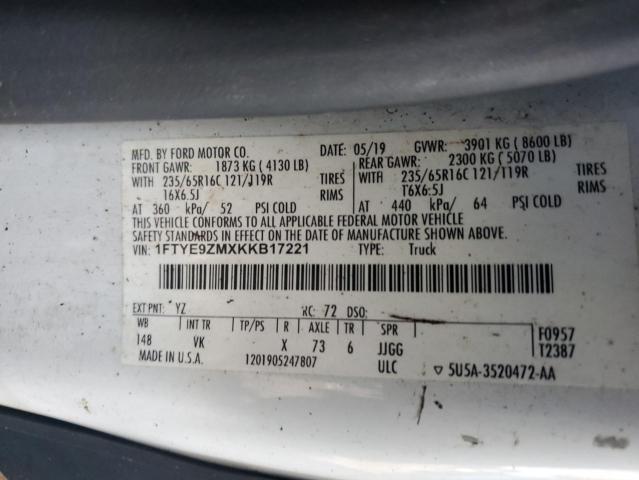 MFD. BY FORD MOTOR CO.
DATE: 05/19 GVWR: 3901 KG ( 8600 LB)
FRONT GAWR: 1873 KG ( 4130 LB)
REAR GAWR: 2300 KG ( 5070 LB)
WITH 235/65R16C 121/119R TIRES
WITH 235/65R16C 121/119R TIRES
16X6.5J RIMS
16X6.5J RIMS
AT 360 kPa/ 52 PSI COLD
AT 440 kPa/ 64 PSI COLD
THIS VEHICLE CONFORMS TO ALL APPLICABLE FEDERAL MOTOR VEHICLE
SAFETY STANDARDS IN EFFECT ON THE DATE OF MANUFACTURE SHOWN ABOVE.
VIN: 1FTYE9ZMXKKB17221 TYPE: Truck
EXT PNT: YZ RC: 72 DSO:
WB INT TR TP/PS R AXLE TR SPR
148 VK X 73 6 JJGG
F0957
T2387
MADE IN U.S.A. 1201905247807 ULC ▽ 5U5A-3520472-AA